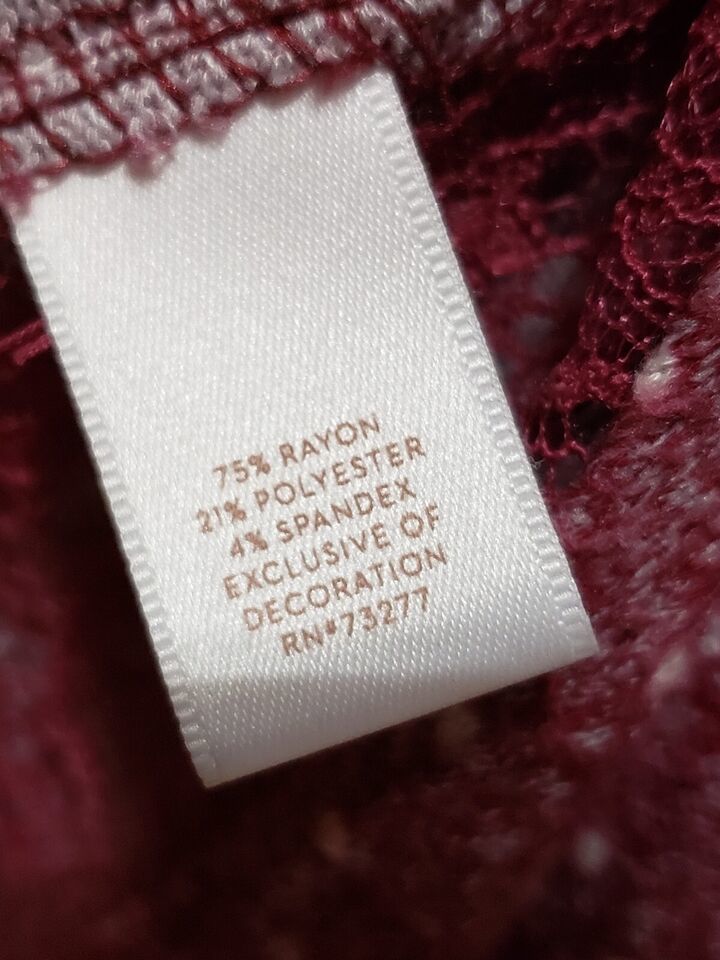 75% RAYON
21% POLYESTER
4% SPANDEX
EXCLUSIVE OF
DECORATION
RN#73277